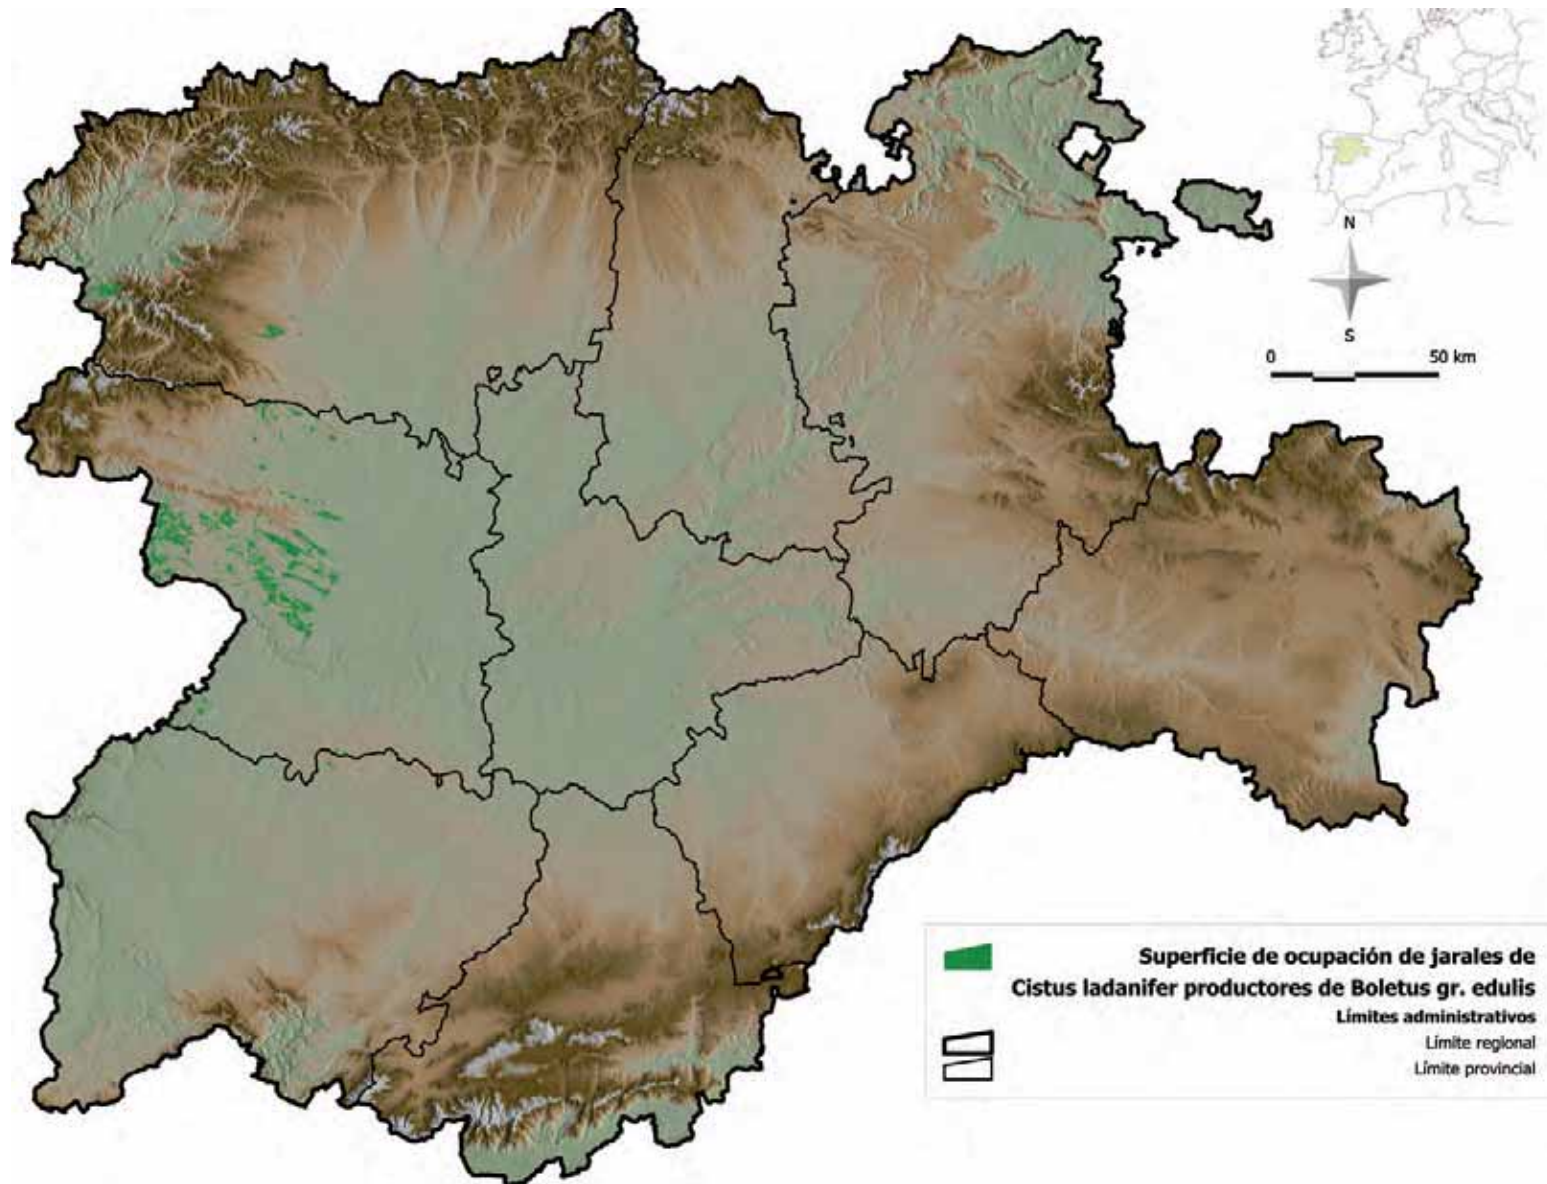 N
S
0 50 km
Superficie de ocupación de jarales de
Cistus ladanifer productores de Boletus gr. edulis
Límites administrativos
Límite regional
Límite provincial